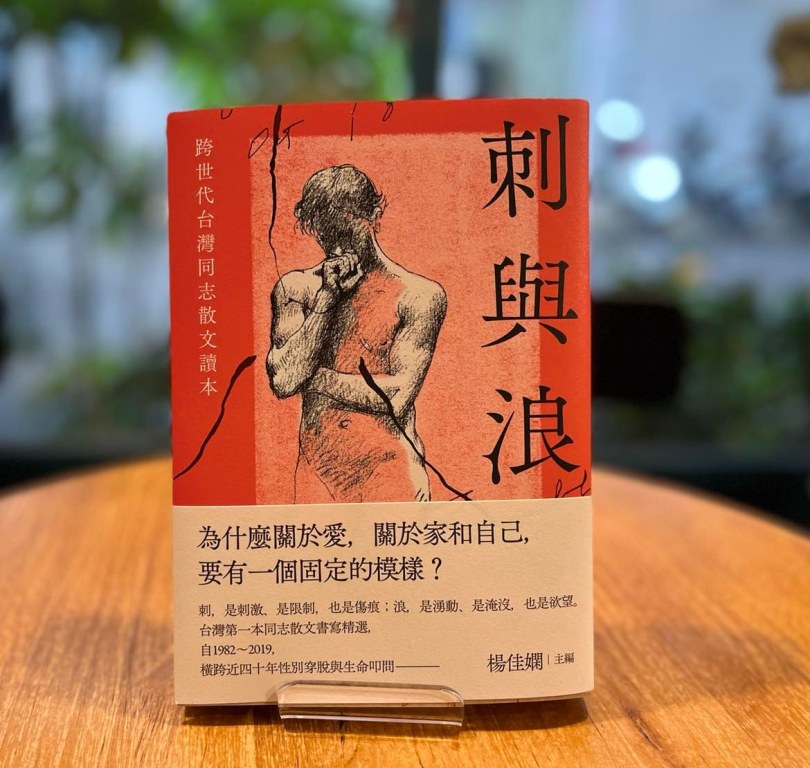 刺與浪
跨世代台灣同志散文讀本
為什麼關於愛，關於家和自己，
要有一個固定的模樣？
刺，是刺激、是限制，也是傷痕；浪，是湧動、是淹沒，也是欲望。
台灣第一本同志散文書寫精選，
自1982～2019，
橫跨近四十年性別穿脫與生命叩問———
楊佳嫻｜主編